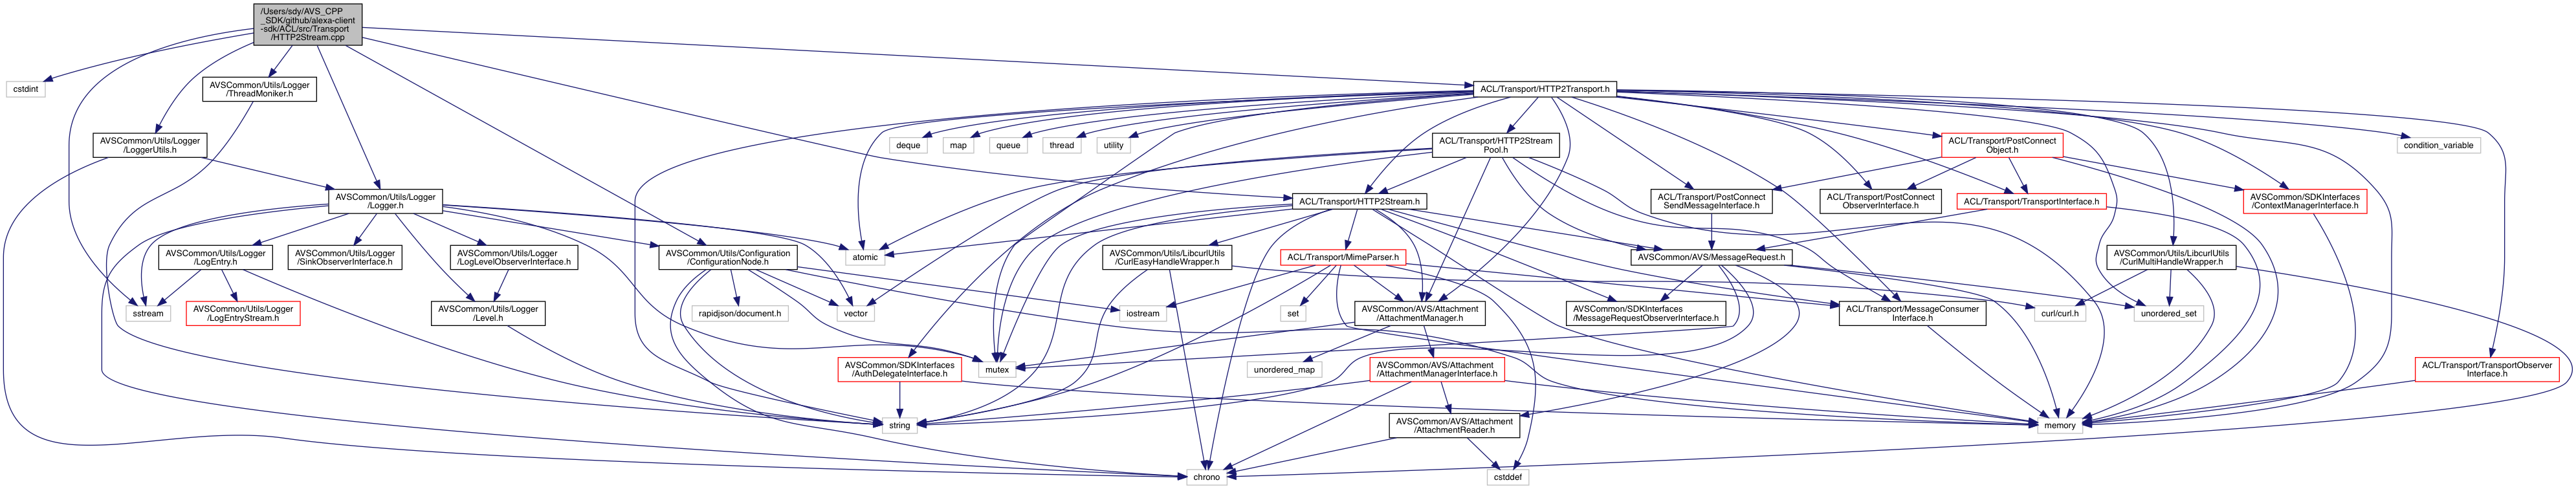 /Users/sdy/AVS_CPP
_SDK/github/alexa-client
-sdk/ACL/src/Transport
/HTTP2Stream.cpp
cstdint
AVSCommon/Utils/Logger
/ThreadMoniker.h
ACL/Transport/HTTP2Transport.h
AVSCommon/Utils/Logger
/LoggerUtils.h
deque
map
queue
thread
utility
ACL/Transport/HTTP2Stream
Pool.h
ACL/Transport/PostConnect
Object.h
condition_variable
AVSCommon/Utils/Logger
/Logger.h
ACL/Transport/HTTP2Stream.h
ACL/Transport/PostConnect
SendMessageInterface.h
ACL/Transport/PostConnect
ObserverInterface.h
ACL/Transport/TransportInterface.h
AVSCommon/SDKInterfaces
/ContextManagerInterface.h
AVSCommon/Utils/Logger
/LogEntry.h
AVSCommon/Utils/Logger
/SinkObserverInterface.h
AVSCommon/Utils/Logger
/LogLevelObserverInterface.h
AVSCommon/Utils/Configuration
/ConfigurationNode.h
atomic
AVSCommon/Utils/LibcurlUtils
/CurlEasyHandleWrapper.h
ACL/Transport/MimeParser.h
AVSCommon/AVS/MessageRequest.h
AVSCommon/Utils/LibcurlUtils
/CurlMultiHandleWrapper.h
sstream
AVSCommon/Utils/Logger
/LogEntryStream.h
AVSCommon/Utils/Logger
/Level.h
rapidjson/document.h
vector
iostream
set
AVSCommon/AVS/Attachment
/AttachmentManager.h
AVSCommon/SDKInterfaces
/MessageRequestObserverInterface.h
ACL/Transport/MessageConsumer
Interface.h
curl/curl.h
unordered_set
AVSCommon/SDKInterfaces
/AuthDelegateInterface.h
mutex
unordered_map
AVSCommon/AVS/Attachment
/AttachmentManagerInterface.h
ACL/Transport/TransportObserver
Interface.h
string
AVSCommon/AVS/Attachment
/AttachmentReader.h
memory
chrono
cstddef